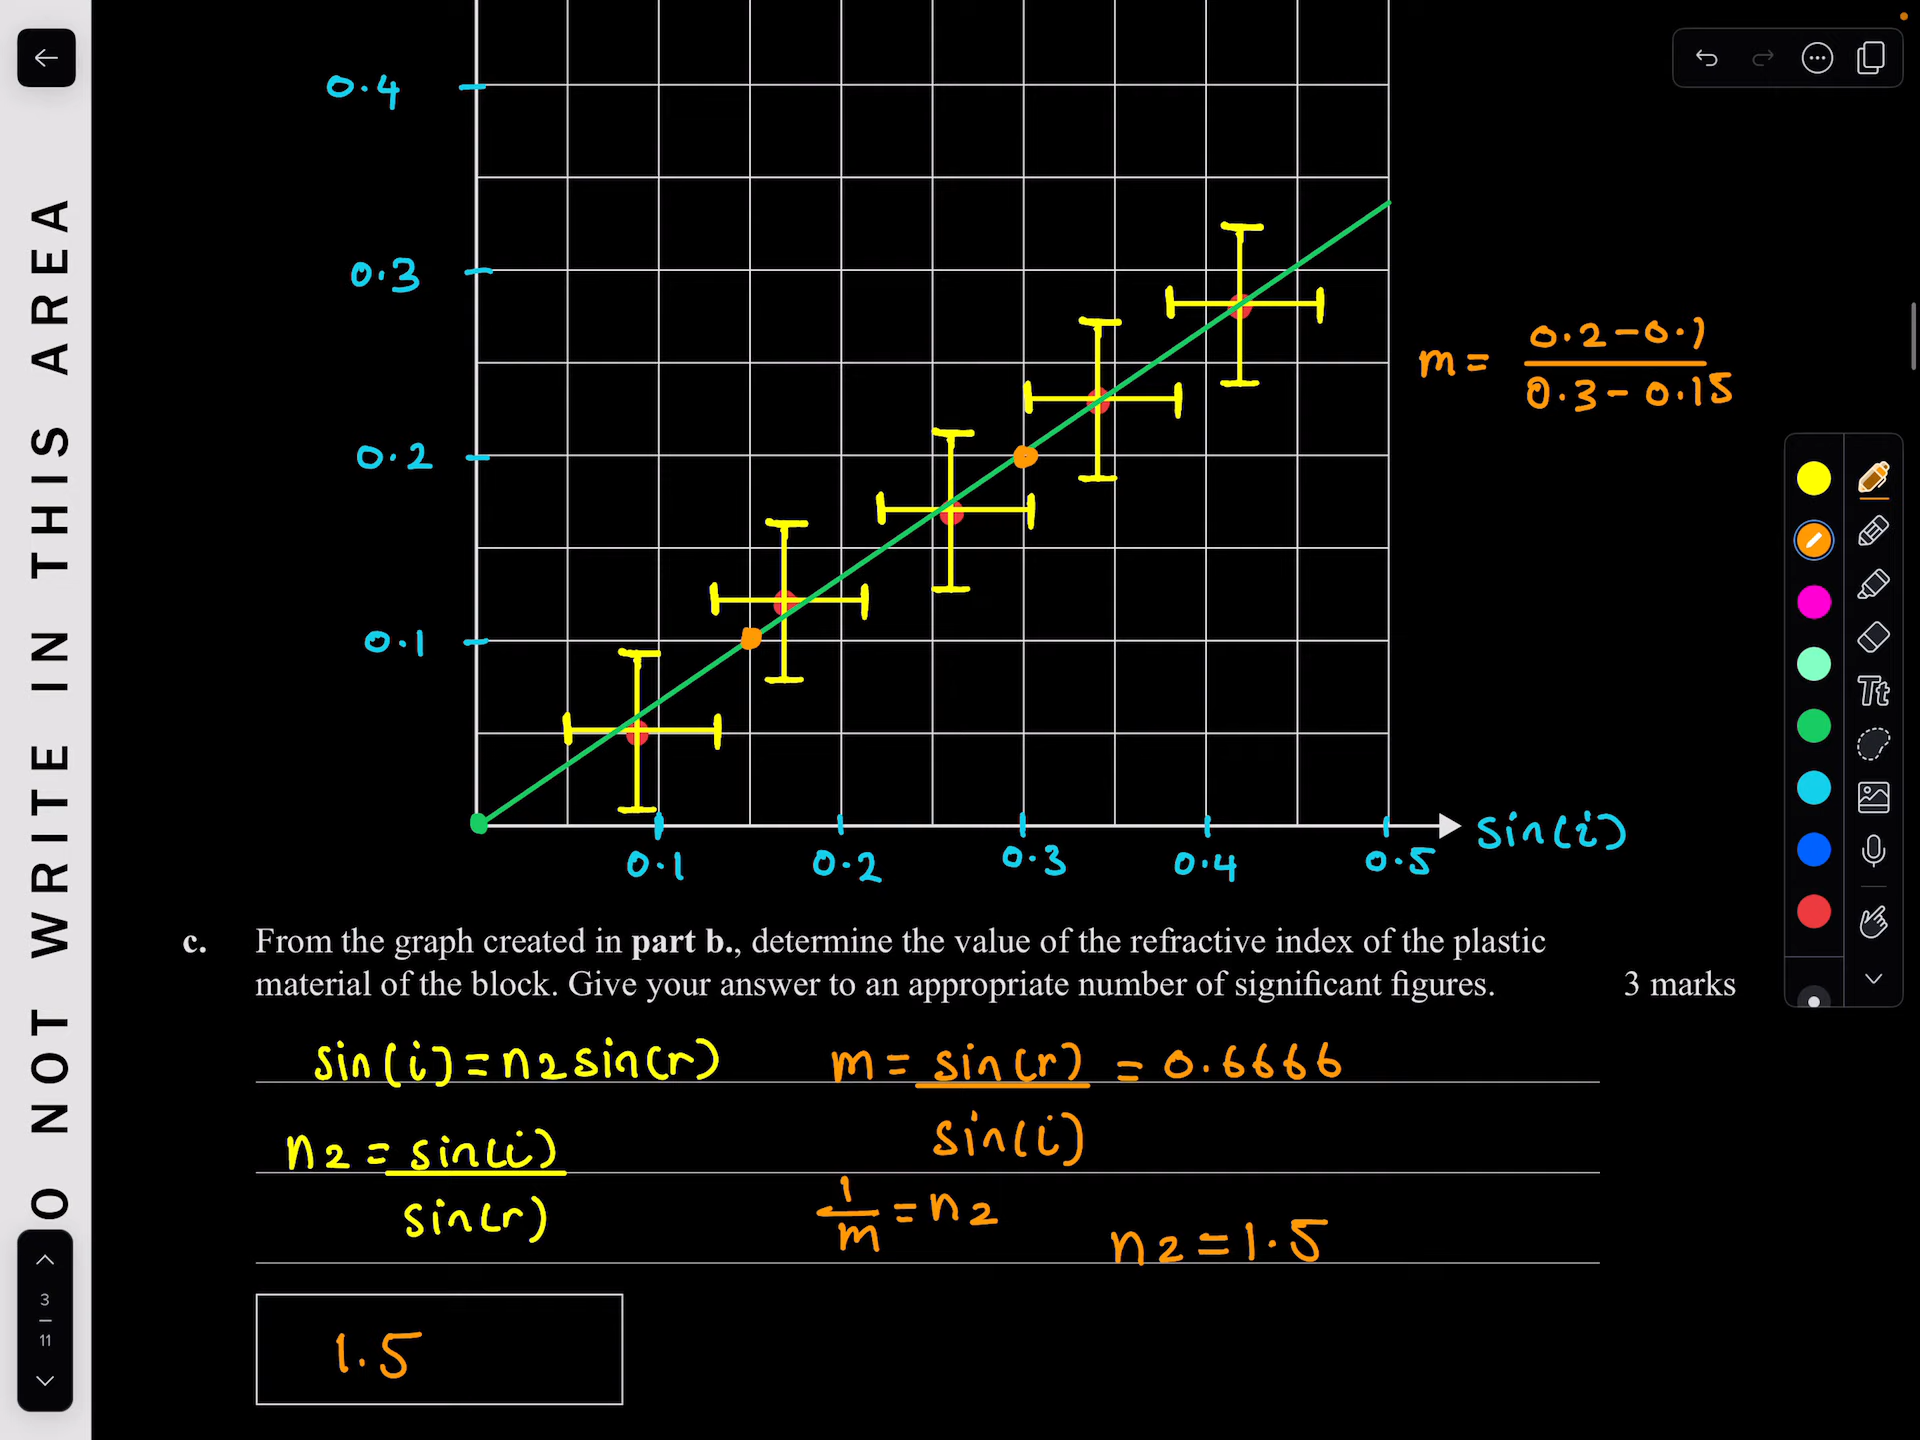 DO NOT WRITE IN THIS AREA
0.4
0.3
0.2
0.1
m = 0.2 - 0.1
0.3 - 0.15
0.1 0.2 0.3 0.4 0.5 sin(i)
c. From the graph created in part b., determine the value of the refractive index of the plastic
material of the block. Give your answer to an appropriate number of significant figures. 3 marks
sin(i) = n2 sin(r)
n2 = sin(i)
sin(r)
m = sin(r) = 0.6666
sin(i)
1
m = n2
n2 = 1.5
1.5
Tt
3
11